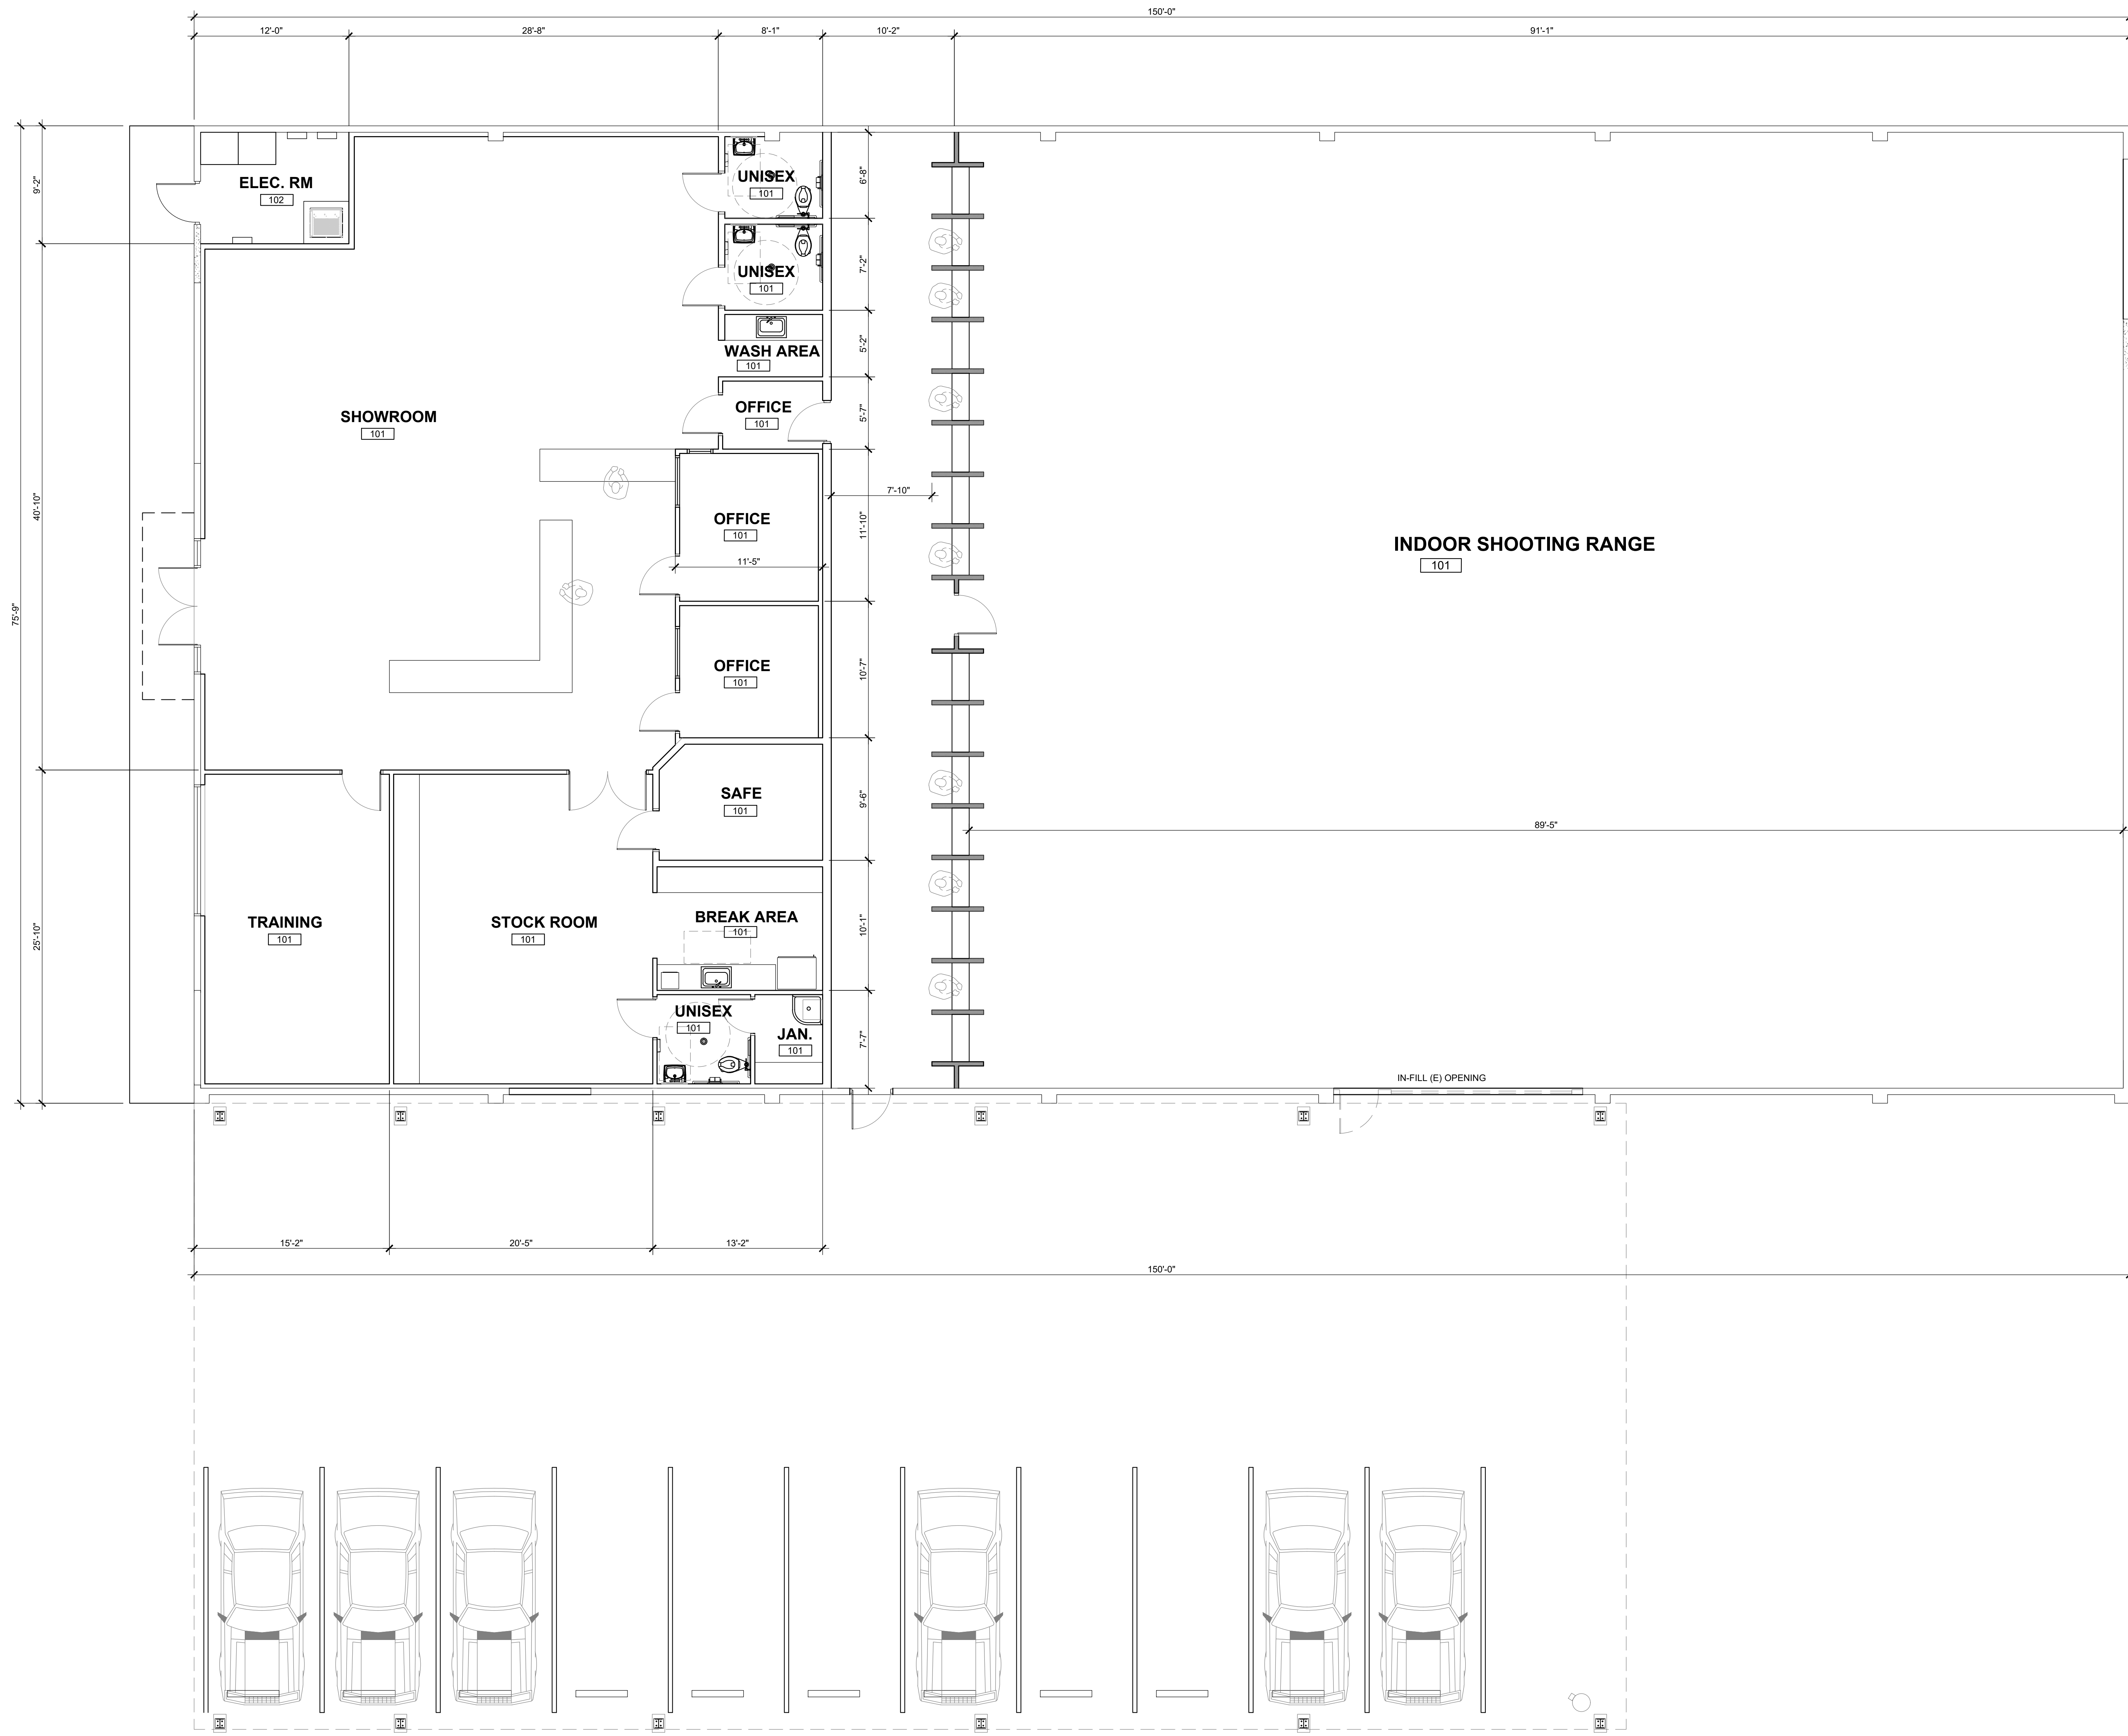 150'-0"
12'-0"
28'-8"
8'-1"
10'-2"
91'-1"
75'-9"
9'-2"
40'-10"
25'-10"
ELEC. RM
102
UNISEX
101
6'-8"
UNISEX
101
7'-2"
WASH AREA
101
5'-2"
OFFICE
101
5'-7"
SHOWROOM
101
7'-10"
OFFICE
101
11'-10"
11'-5"
INDOOR SHOOTING RANGE
101
OFFICE
101
10'-7"
SAFE
101
9'-6"
89'-5"
TRAINING
101
STOCK ROOM
101
BREAK AREA
101
10'-1"
UNISEX
101
JAN.
101
7'-7"
IN-FILL (E) OPENING
15'-2"
20'-5"
13'-2"
150'-0"